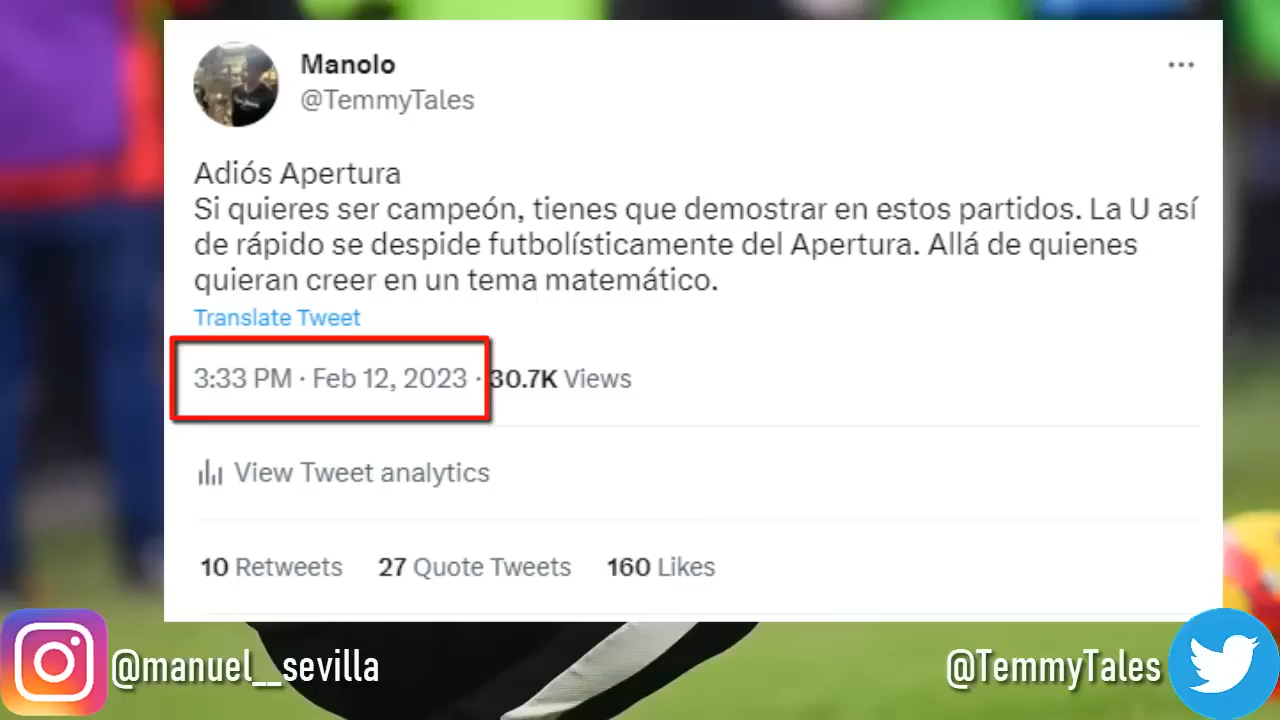 Manolo
@TemmyTales
Adiós Apertura
Si quieres ser campeón, tienes que demostrar en estos partidos. La U así
de rápido se despide futbolísticamente del Apertura. Allá de quienes
quieran creer en un tema matemático.
Translate Tweet
3:33 PM · Feb 12, 2023 · 30.7K Views
View Tweet analytics
10 Retweets 27 Quote Tweets 160 Likes
@manuel__sevilla
@TemmyTales